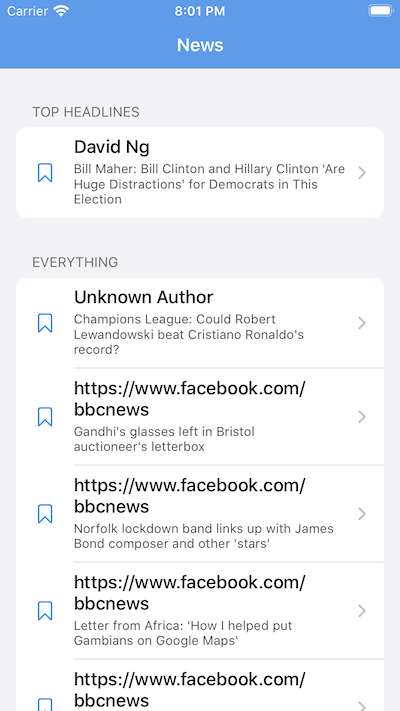 Carrier 8:01 PM
News
TOP HEADLINES
David Ng
Bill Maher: Bill Clinton and Hillary Clinton 'Are
Huge Distractions' for Democrats in This
Election
EVERYTHING
Unknown Author
Champions League: Could Robert
Lewandowski beat Cristiano Ronaldo's
record?
https://www.facebook.com/
bbcnews
Gandhi's glasses left in Bristol
auctioneer's letterbox
https://www.facebook.com/
bbcnews
Norfolk lockdown band links up with James
Bond composer and other 'stars'
https://www.facebook.com/
bbcnews
Letter from Africa: 'How I helped put
Gambians on Google Maps'
https://www.facebook.com/
bbcnews